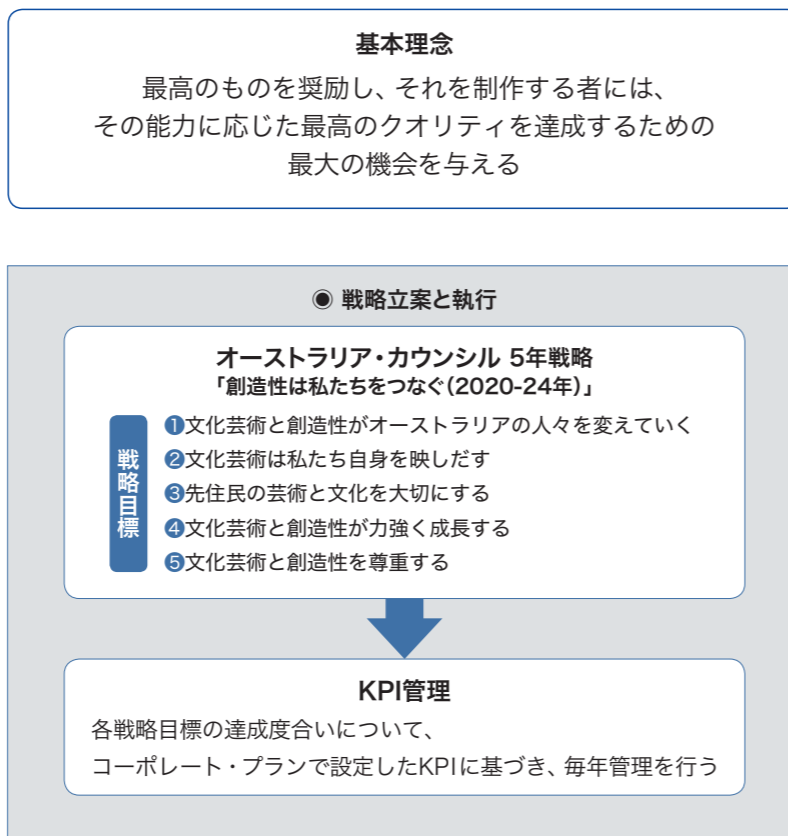 基本理念
最高のものを奨励し、それを制作する者には、
その能力に応じた最高のクオリティを達成するための
最大の機会を与える
◉ 戦略立案と執行
オーストラリア・カウンシル 5年戦略
「創造性は私たちをつなぐ(2020-24年)」
戦略目標
❶文化芸術と創造性がオーストラリアの人々を変えていく
❷文化芸術は私たち自身を映しだす
❸先住民の芸術と文化を大切にする
❹文化芸術と創造性が力強く成長する
❺文化芸術と創造性を尊重する
KPI管理
各戦略目標の達成度合いについて、
コーポレート・プランで設定したKPIに基づき、毎年管理を行う